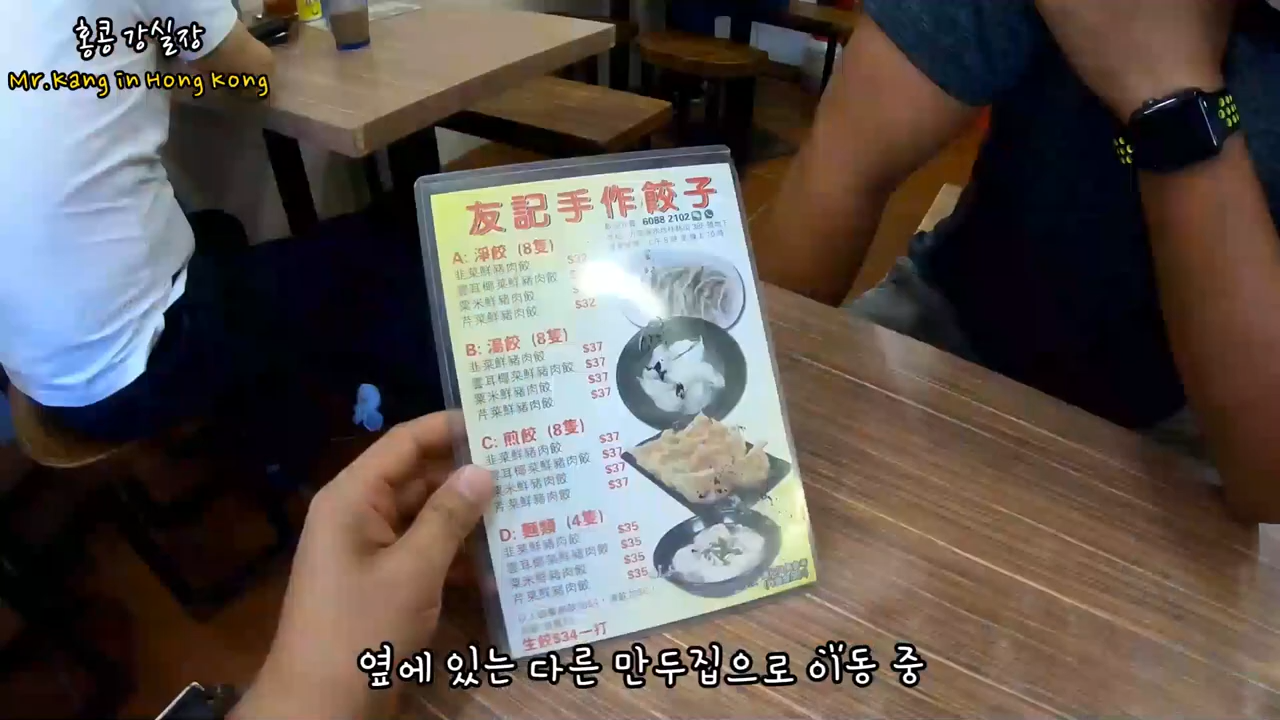 홍콩 강실장
Mr.Kang in Hong Kong
友記手作餃子
6088 2102
A: 淨餃 (8隻)
韭菜鮮豬肉餃 $32
雲耳椰菜鮮豬肉餃
粟米鮮豬肉餃
芹菜鮮豬肉餃 $32
B: 湯餃 (8隻)
韭菜鮮豬肉餃 $37
雲耳椰菜鮮豬肉餃 $37
粟米鮮豬肉餃 $37
芹菜鮮豬肉餃 $37
C: 煎餃 (8隻)
韭菜鮮豬肉餃 $37
雲耳椰菜鮮豬肉餃 $37
粟米鮮豬肉餃 $37
芹菜鮮豬肉餃 $37
D: 麵類 (4隻)
韭菜鮮豬肉餃 $35
雲耳椰菜鮮豬肉餃 $35
粟米鮮豬肉餃 $35
芹菜鮮豬肉餃 $35
生餃$34一打
옆에 있는 다른 만두집으로 이동 중